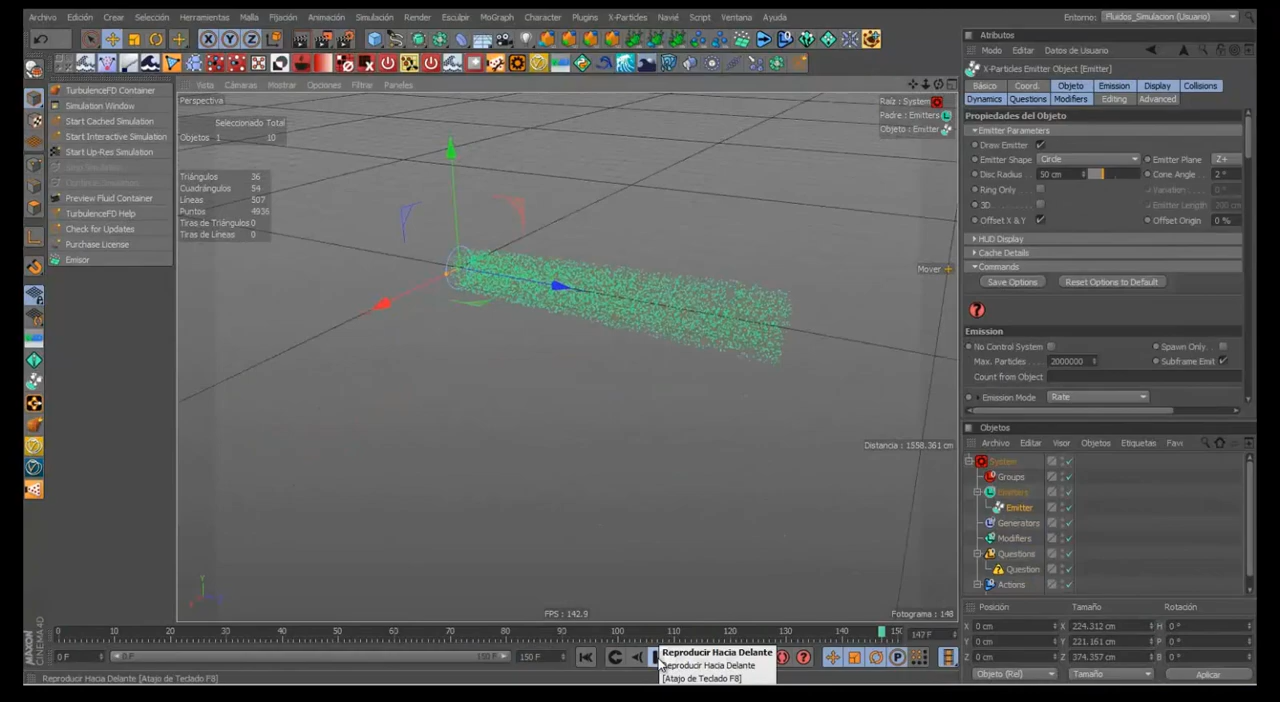 Archivo Edición Crear Selección Herramientas Malla Fijación Animación Simulación Render Esculpir MoGraph Character Plugins X-Particles Navié Script Ventana Ayuda Entorno: Fluidos_Simulacion (Usuario)
TurbulenceFD Container
Simulation Window
Start Cached Simulation
Start Interactive Simulation
Start Up-Res Simulation
Preview Fluid Container
TurbulenceFD Help
Check for Updates
Purchase License
Emisor
Vista Cámaras Mostrar Opciones Filtrar Paneles
Perspectiva
Seleccionado Total
Objetos 1 10
Triángulos 36
Cuadrángulos 54
Líneas 507
Puntos 4936
Tiras de Triángulos 0
Tiras de Líneas 0
Raíz : System
Padre : Emitters
Objeto : Emitter
Mover
Distancia : 1558.361 cm
FPS : 142.9
Fotograma : 148
Atributos
Modo Editar Datos de Usuario
X-Particles Emitter Object [Emitter]
Básico Coord. Objeto Emission Display Collisions
Dynamics Questions Modifiers Editing Advanced
Propiedades del Objeto
Emitter Parameters
Draw Emitter
Emitter Shape Circle Emitter Plane Z+
Disc Radius 50 cm Cone Angle 2 °
Ring Only Variation 0 °
3D Emitter Length 200 cm
Offset X & Y Offset Origin 0 %
HUD Display
Cache Details
Commands
Save Options Reset Options to Default
Emission
No Control System Spawn Only
Max. Particles 2000000 Subframe Emit
Count from Object
Emission Mode Rate
Objetos
Archivo Editar Visor Objetos Etiquetas Fav
System
Groups
Emitters
Emitter
Generators
Modifiers
Questions
Question
Actions
Posición Tamaño Rotación
X 0 cm X 224.312 cm H 0 °
Y 0 cm Y 221.161 cm P 0 °
Z 0 cm Z 374.357 cm B 0 °
Objeto (Rel) Tamaño Aplicar
0 10 20 30 40 50 60 70 80 90 100 110 120 130 140 150 147 F
0 F 0 F 150 F 150 F
Reproducir Hacia Delante
Reproducir Hacia Delante
[Atajo de Teclado F8]
Reproducir Hacia Delante [Atajo de Teclado F8]
MAXON
CINEMA 4D